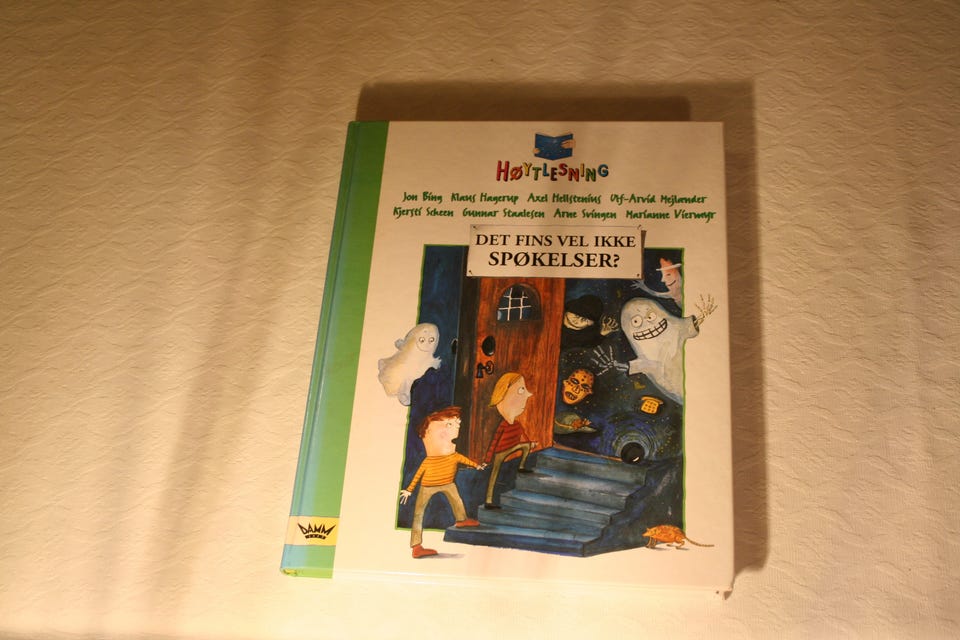 HØYTLESNING
Jon Bing Klaus Hagerup Axel Hellstenius Ulf-Arvid Mejlænder
Kjersti Scheen Gunnar Staalesen Arne Svingen Marianne Viermyr
DET FINS VEL IKKE
SPØKELSER?
DAMM